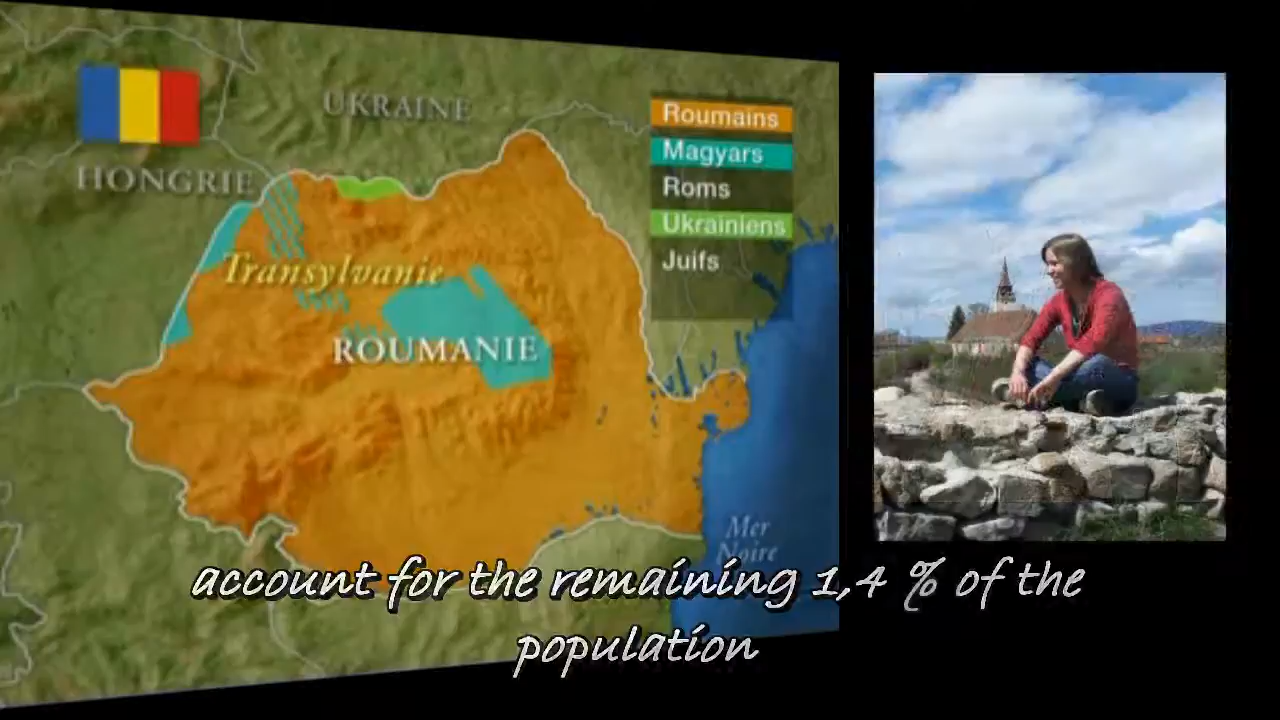 UKRAINE
HONGRIE
Roumains
Magyars
Roms
Ukrainiens
Juifs
Transylvanie
ROUMANIE
Mer
Noire
account for the remaining 1,4 % of the
population